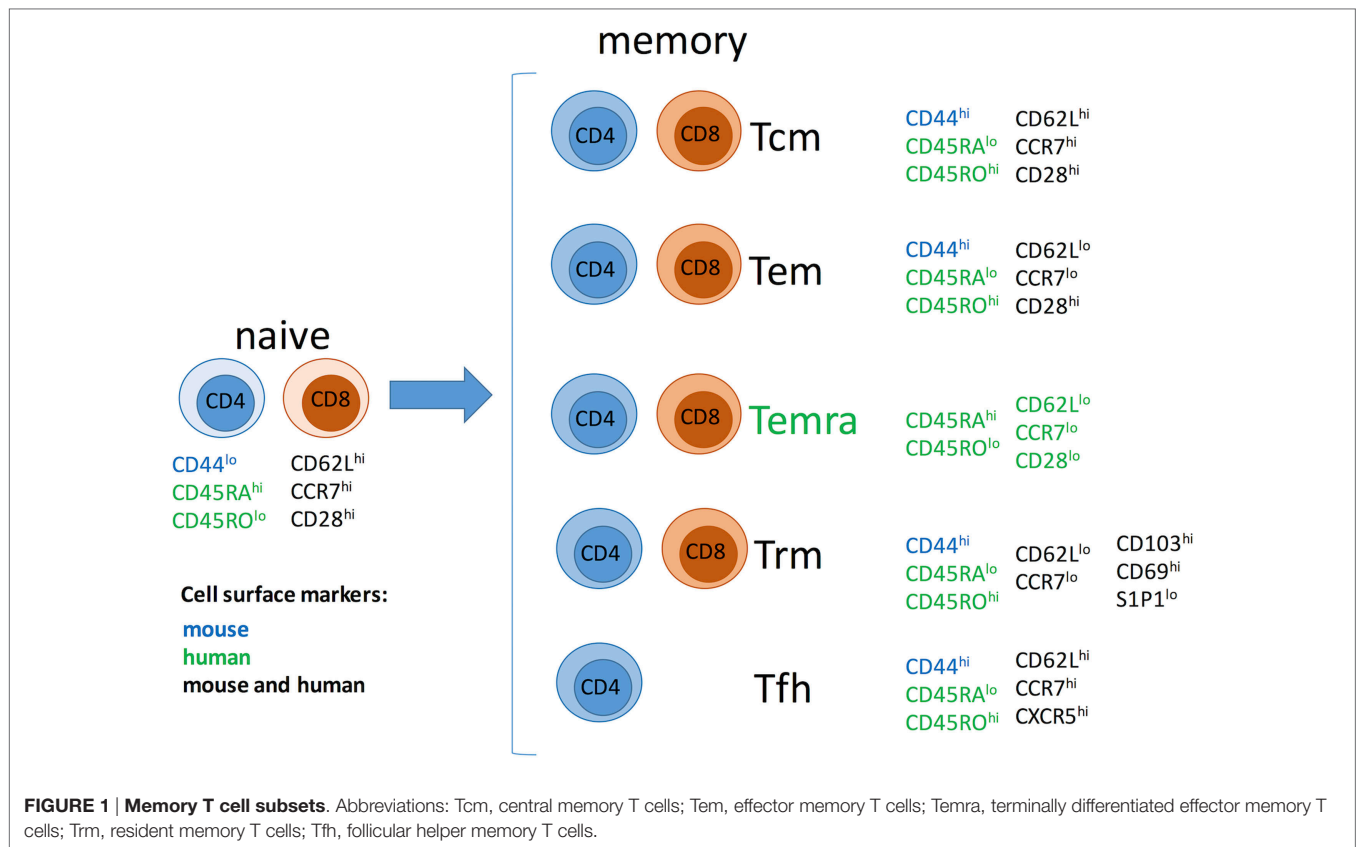 memory
CD4 CD8 Tcm
CD44hi CD62Lhi
CD45RAlo CCR7hi
CD45ROhi CD28hi
CD4 CD8 Tem
CD44hi CD62Llo
CD45RAlo CCR7lo
CD45ROhi CD28hi
naive
CD4 CD8
CD44lo CD62Lhi
CD45RAhi CCR7hi
CD45ROlo CD28hi
CD4 CD8 Temra
CD45RAhi CD62Llo
CD45ROlo CCR7lo
CD28lo
CD4 CD8 Trm
CD44hi CD62Llo CD103hi
CD45RAlo CCR7lo CD69hi
CD45ROhi S1P1lo
Cell surface markers:
mouse
human
mouse and human
CD4 Tfh
CD44hi CD62Lhi
CD45RAlo CCR7hi
CD45ROhi CXCR5hi
FIGURE 1 | Memory T cell subsets. Abbreviations: Tcm, central memory T cells; Tem, effector memory T cells; Temra, terminally differentiated effector memory T
cells; Trm, resident memory T cells; Tfh, follicular helper memory T cells.